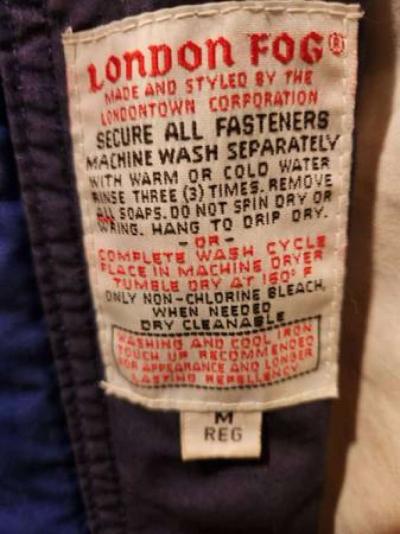 LONDON FOG®
MADE AND STYLED BY THE
LONDONTOWN CORPORATION
SECURE ALL FASTENERS
MACHINE WASH SEPARATELY
WITH WARM OR COLD WATER
RINSE THREE (3) TIMES. REMOVE
ALL SOAPS. DO NOT SPIN DRY OR
WRING. HANG TO DRIP DRY.
- OR -
COMPLETE WASH CYCLE
PLACE IN MACHINE DRYER
TUMBLE DRY AT 160° F
ONLY NON-CHLORINE BLEACH,
WHEN NEEDED
DRY CLEANABLE
WASHING AND COOL IRON
TOUCH UP RECOMMENDED
FOR APPEARANCE AND LONGER
LASTING REPELLENCY
M
REG